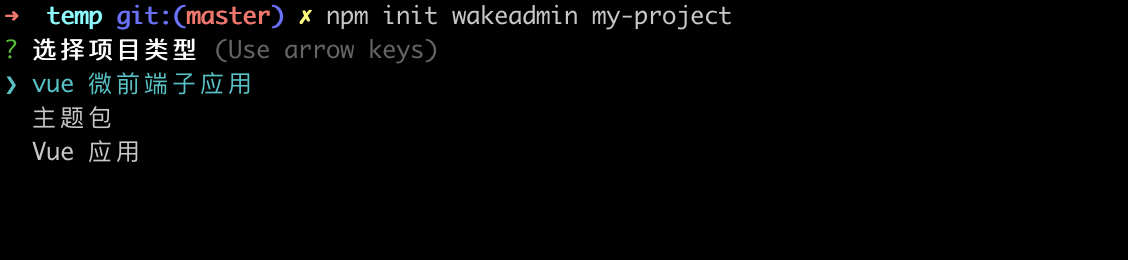 ➜  temp git:(master) ✗ npm init wakeadmin my-project
? 选择项目类型 (Use arrow keys)
❯ vue 微前端子应用
  主题包
  Vue 应用